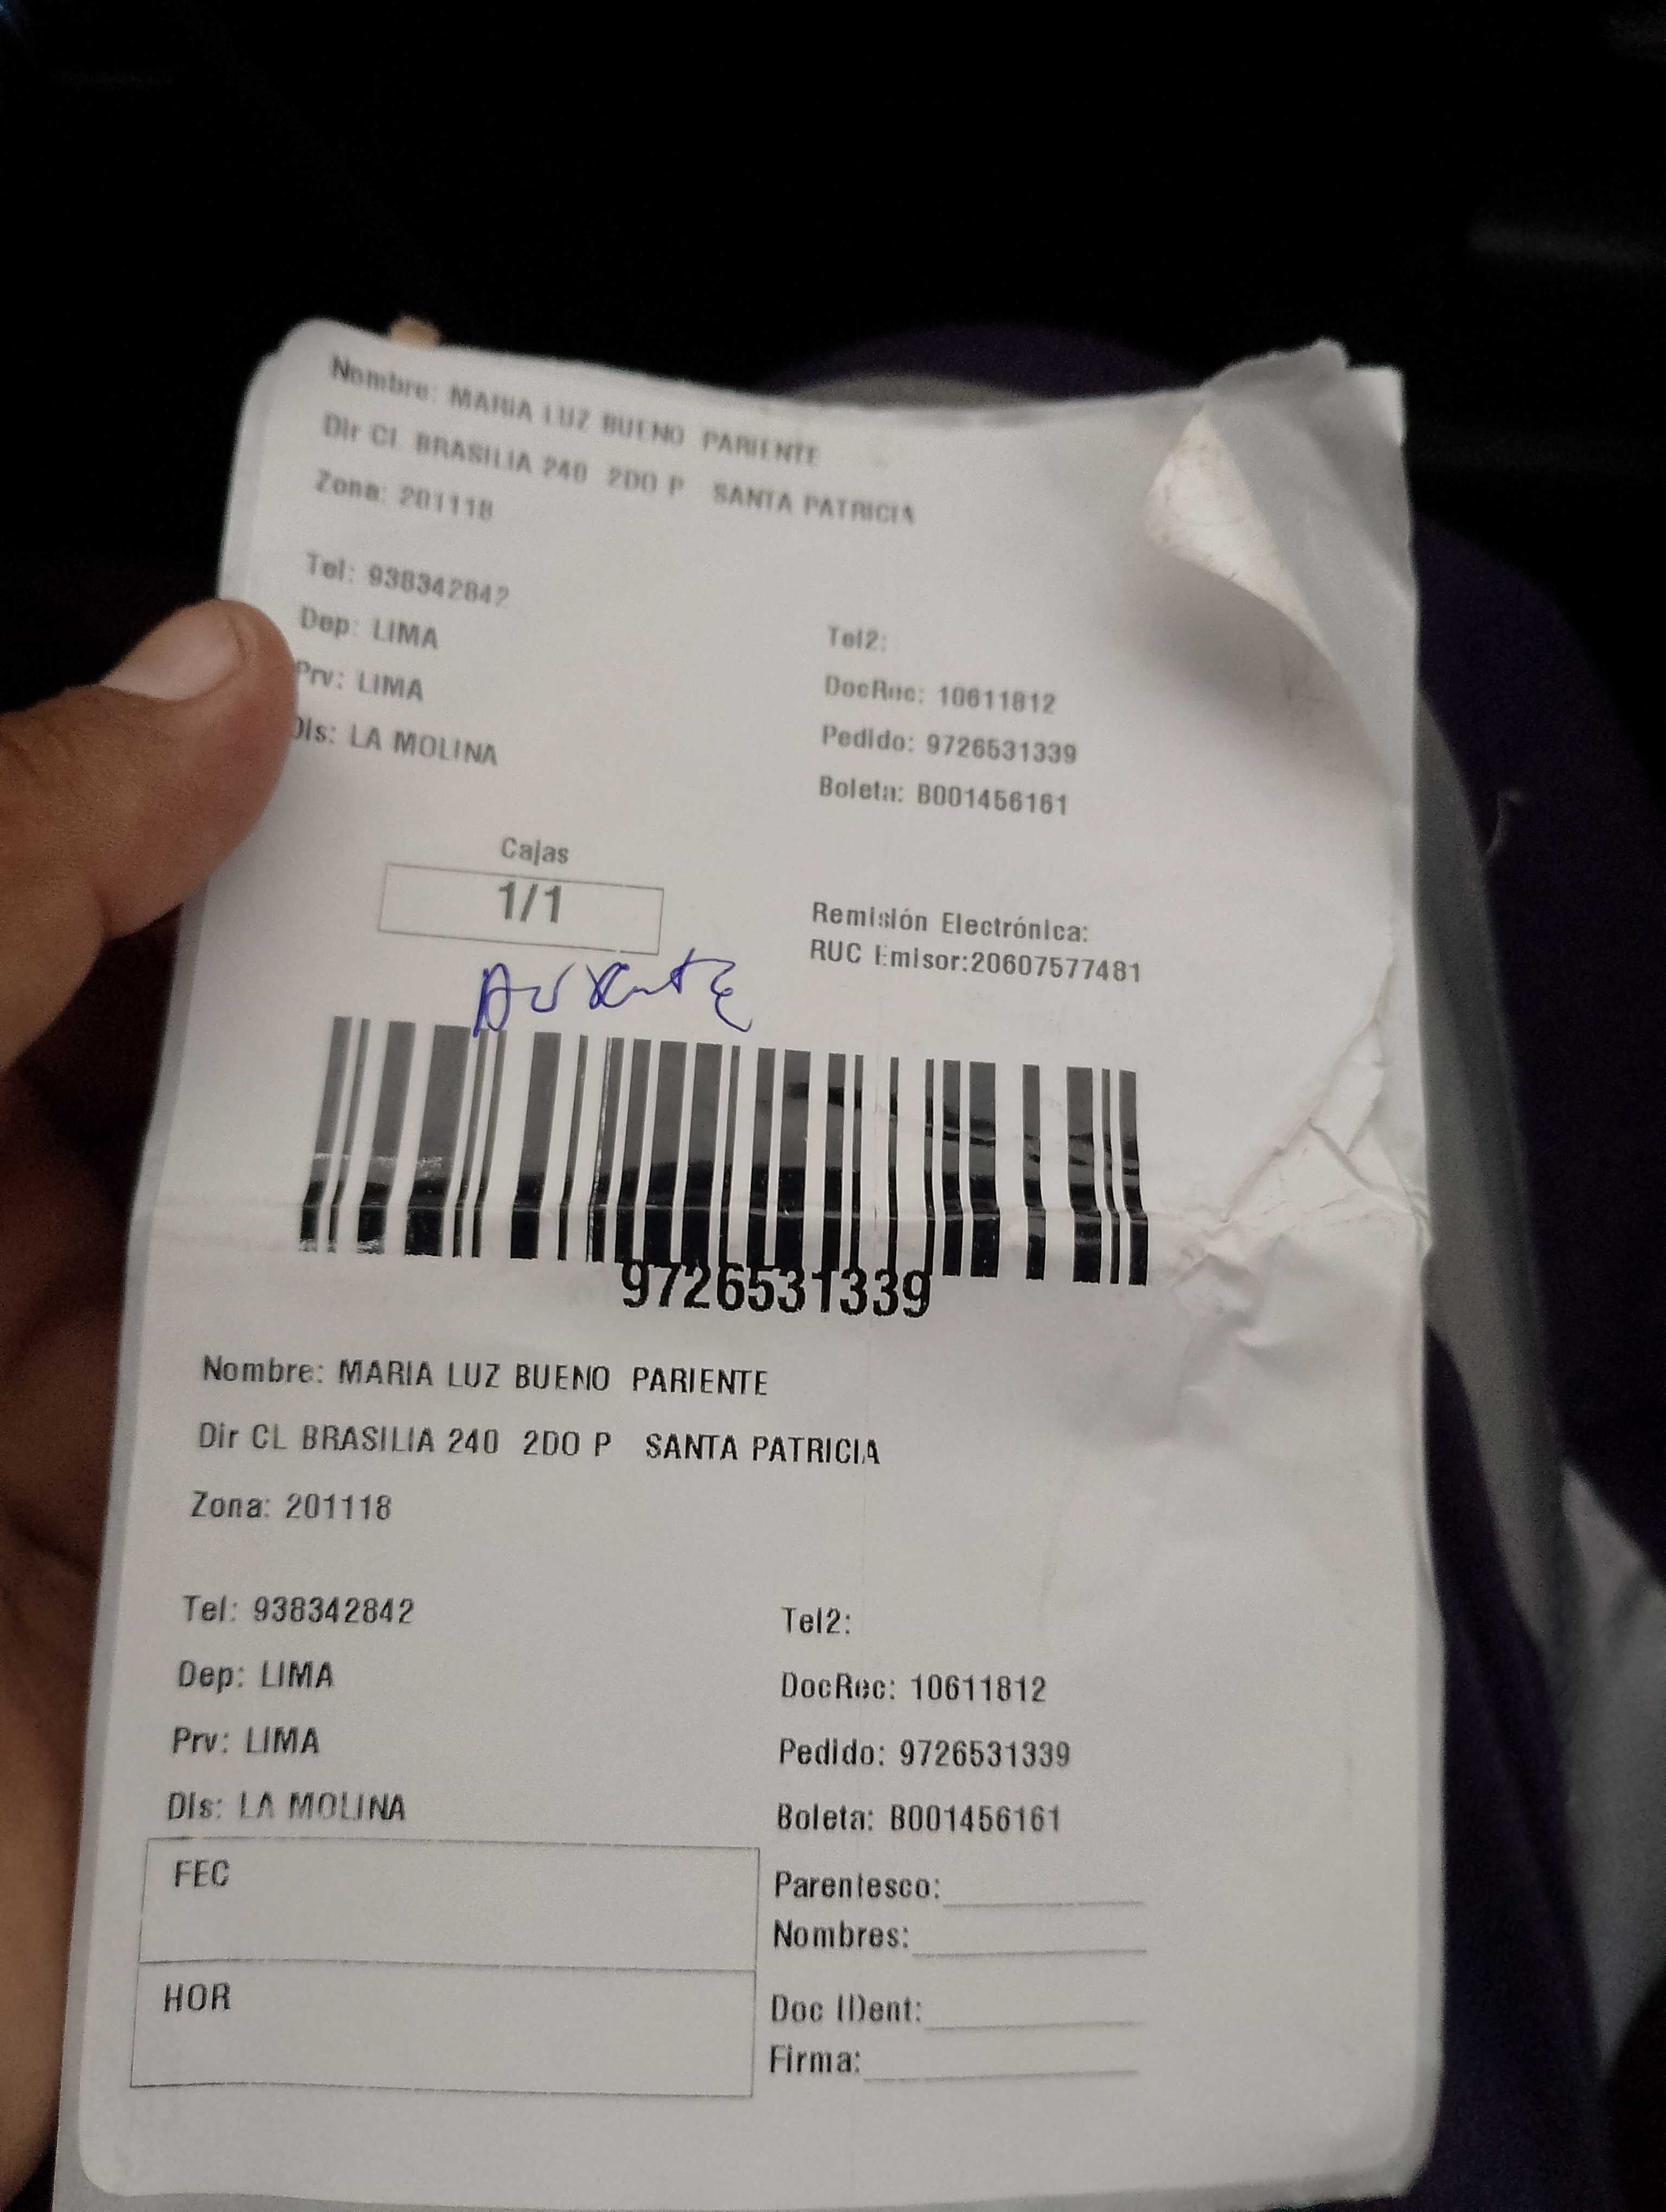 Nombre: MARIA LUZ BUENO PARIENTE
Dir CL BRASILIA 240 2DO P SANTA PATRICIA
Zona: 201118
Tel: 938342842
Tel2:
Dep: LIMA
DocRec: 10611812
Prv: LIMA
Pedido: 9726531339
Dis: LA MOLINA
Boleta: B001456161
Cajas
1/1
Remisión Electrónica:
RUC Emisor:20607577481
9726531339
Nombre: MARIA LUZ BUENO PARIENTE
Dir CL BRASILIA 240 2DO P SANTA PATRICIA
Zona: 201118
Tel: 938342842
Tel2:
Dep: LIMA
DocRec: 10611812
Prv: LIMA
Pedido: 9726531339
Dis: LA MOLINA
Boleta: B001456161
FEC
Parentesco:
Nombres:
HOR
Doc IDent:
Firma: